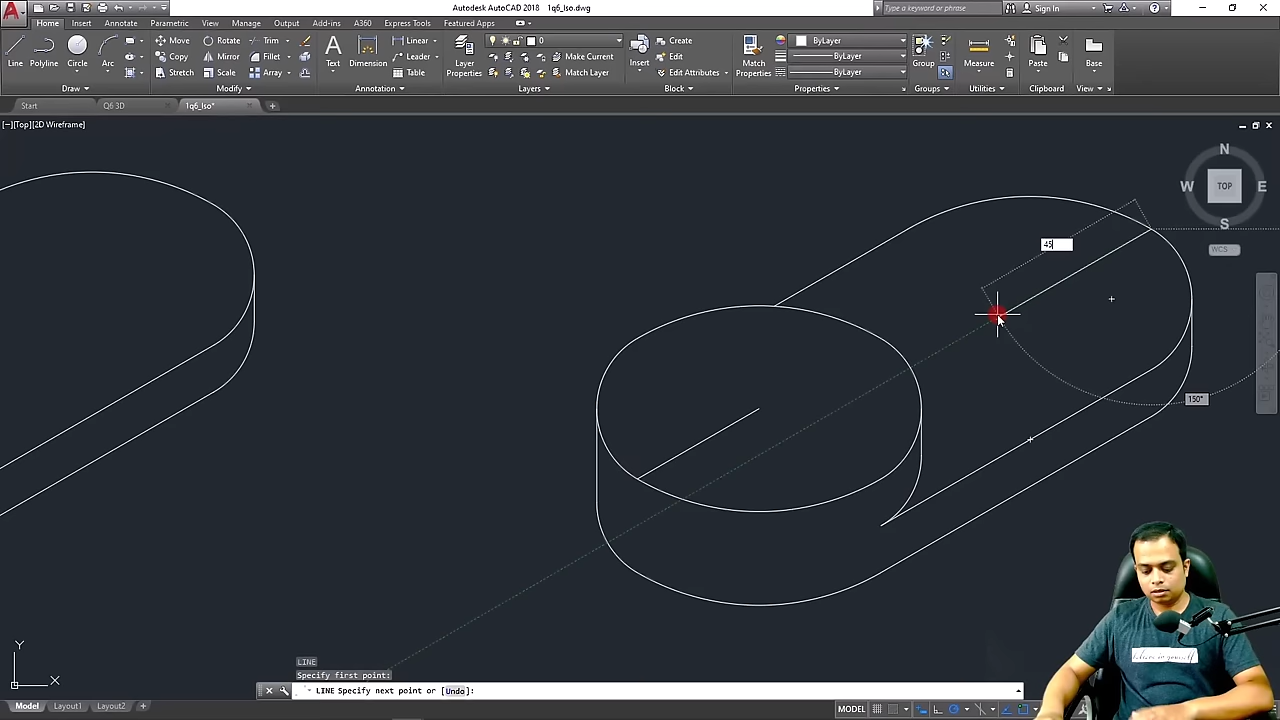 Autodesk AutoCAD 2018 1q6_Iso.dwg
Type a keyword or phrase
Sign In
Home Insert Annotate Parametric View Manage Output Add-ins A360 Express Tools Featured Apps
Line Polyline Circle Arc
Move Rotate Trim
Copy Mirror Fillet
Stretch Scale Array
Text Dimension
Linear
Leader
Table
Layer Properties
0
Make Current
Match Layer
Insert
Create
Edit
Edit Attributes
Match Properties
ByLayer
ByLayer
ByLayer
Group
Measure
Paste
Base
Draw Modify Annotation Layers Block Properties Groups Utilities Clipboard View
Start Q6 3D 1q6_Iso*
[−][Top][2D Wireframe]
N
W TOP E
S
WCS
45
150°
Y
X
LINE
Specify first point:
LINE Specify next point or [Undo]:
Model Layout1 Layout2 +
MODEL